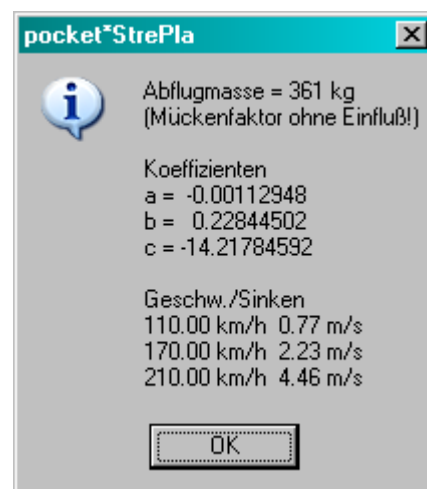 pocket*StrePla
Abflugmasse = 361 kg
(Mückenfaktor ohne Einfluß!)
Koeffizienten
a = -0.00112948
b = 0.22844502
c = -14.21784592
Geschw./Sinken
110.00 km/h 0.77 m/s
170.00 km/h 2.23 m/s
210.00 km/h 4.46 m/s
OK